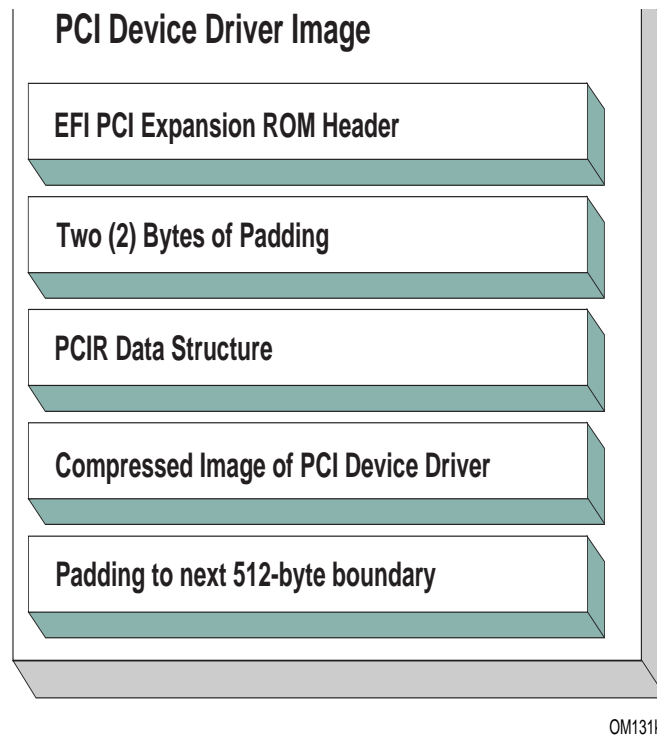 PCI Device Driver Image
EFI PCI Expansion ROM Header
Two (2) Bytes of Padding
PCIR Data Structure
Compressed Image of PCI Device Driver
Padding to next 512-byte boundary